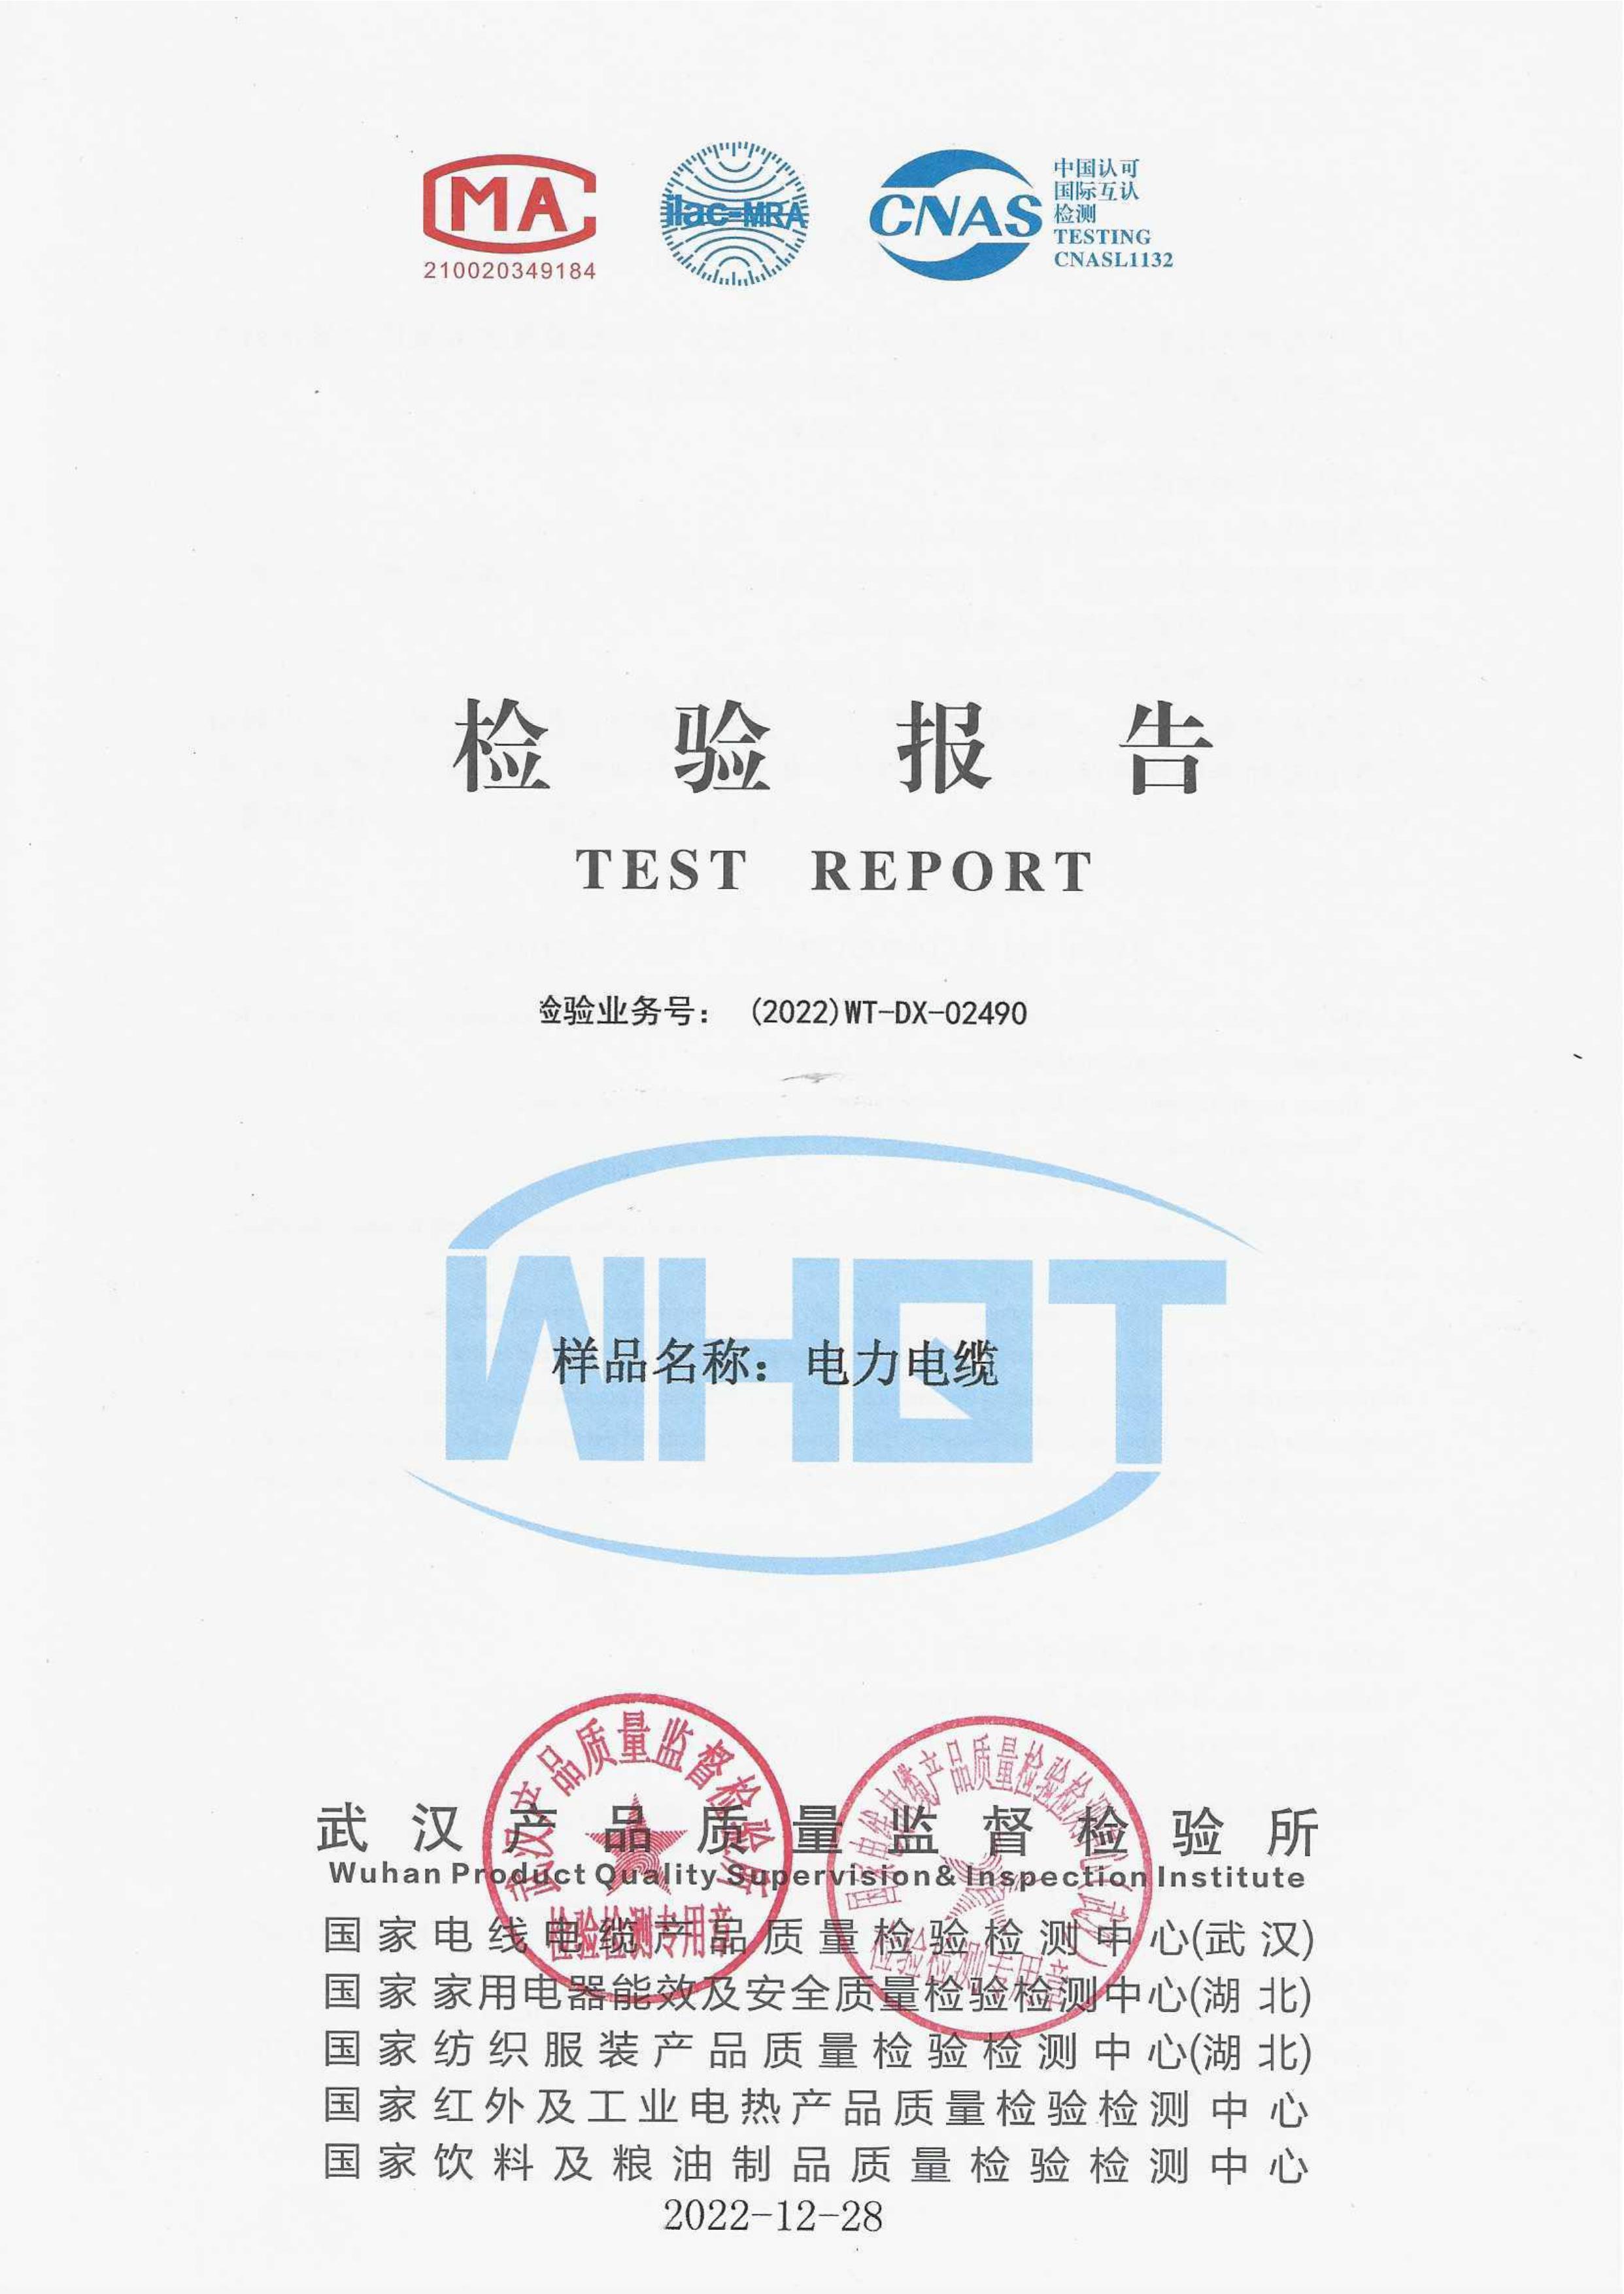 MA
210020349184
ilac-MRA
CNAS
中国认可
国际互认
检测
TESTING
CNASL1132
检验报告
TEST REPORT
检验业务号： (2022)WT-DX-02490
WHQT
样品名称：电力电缆
武汉产品质量监督检验所
检验检测专用章
国家电线电缆产品质量检验检测中心(武汉)
检验检测专用章
武汉产品质量监督检验所
Wuhan Product Quality Supervision& Inspection Institute
国家电线电缆产品质量检验检测中心(武汉)
国家家用电器能效及安全质量检验检测中心(湖北)
国家纺织服装产品质量检验检测中心(湖北)
国家红外及工业电热产品质量检验检测中心
国家饮料及粮油制品质量检验检测中心
2022-12-28